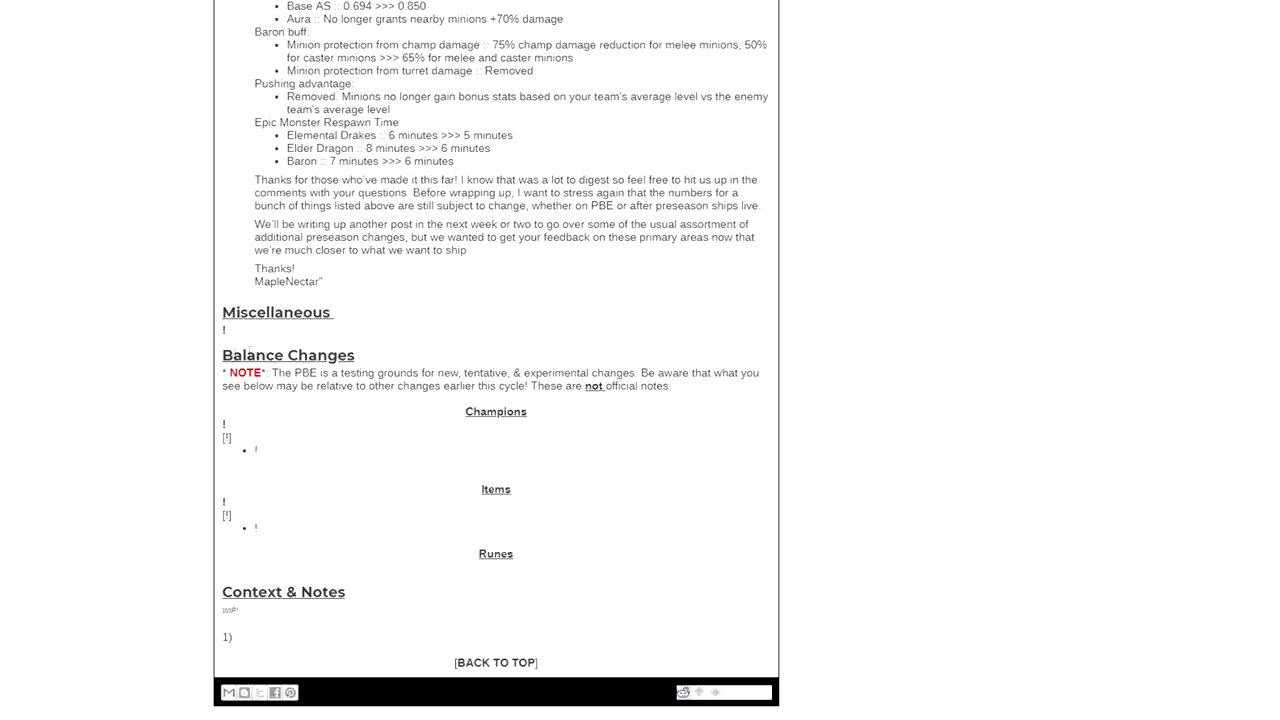 Base AS :: 0.694 >>> 0.850
Aura :: No longer grants nearby minions +70% damage
Baron buff:
Minion protection from champ damage :: 75% champ damage reduction for melee minions, 50%
for caster minions >>> 65% for melee and caster minions
Minion protection from turret damage :: Removed
Pushing advantage:
Removed. Minions no longer gain bonus stats based on your team's average level vs the enemy
team's average level
Epic Monster Respawn Time
Elemental Drakes :: 6 minutes >>> 5 minutes
Elder Dragon :: 8 minutes >>> 6 minutes
Baron :: 7 minutes >>> 6 minutes
Thanks for those who've made it this far! I know that was a lot to digest so feel free to hit us up in the
comments with your questions. Before wrapping up, I want to stress again that the numbers for a
bunch of things listed above are still subject to change, whether on PBE or after preseason ships live.
We'll be writing up another post in the next week or two to go over some of the usual assortment of
additional preseason changes, but we wanted to get your feedback on these primary areas now that
we're much closer to what we want to ship.
Thanks!
MapleNectar"
Miscellaneous
!
Balance Changes
* NOTE*: The PBE is a testing grounds for new, tentative, & experimental changes. Be aware that what you
see below may be relative to other changes earlier this cycle! These are not official notes.
Champions
!
[!]
!
Items
!
[!]
!
Runes
Context & Notes
WIP!
1)
[BACK TO TOP]